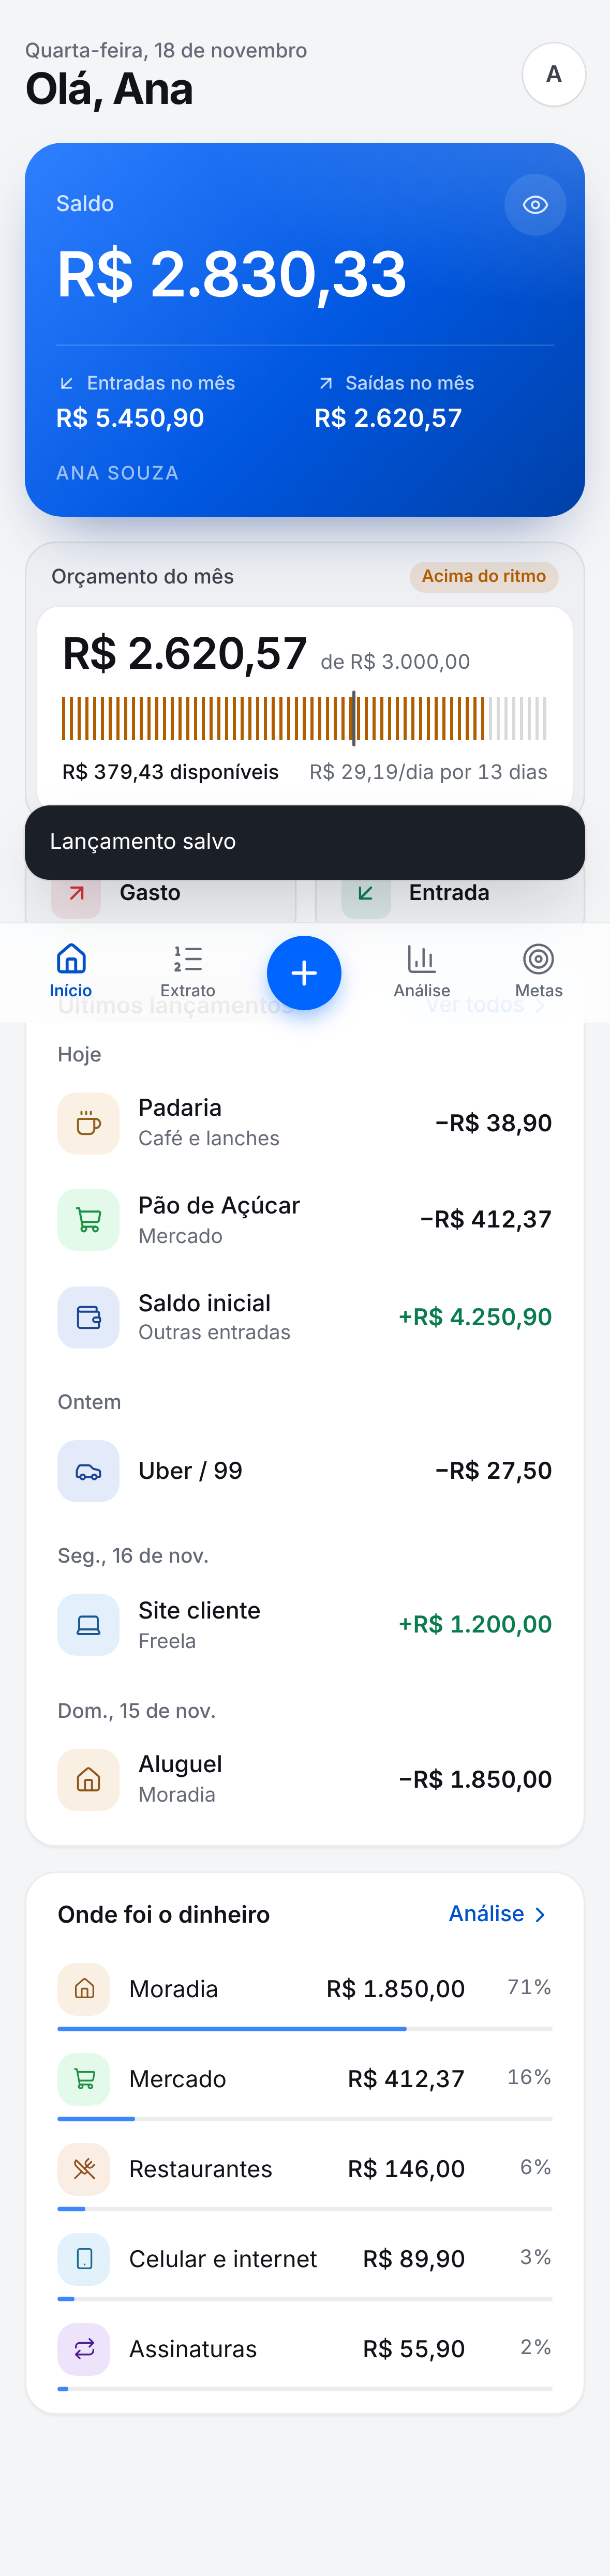 Quarta-feira, 18 de novembro
Olá, Ana
A
Saldo
R$ 2.830,33
Entradas no mês
Saídas no mês
R$ 5.450,90
R$ 2.620,57
ANA SOUZA
Orçamento do mês
Acima do ritmo
R$ 2.620,57 de R$ 3.000,00
R$ 379,43 disponíveis
R$ 29,19/dia por 13 dias
Lançamento salvo
Gasto
Entrada
Início
Extrato
Análise
Metas
Últimos lançamentos
Ver todos
Hoje
Padaria
Café e lanches
−R$ 38,90
Pão de Açúcar
Mercado
−R$ 412,37
Saldo inicial
Outras entradas
+R$ 4.250,90
Ontem
Uber / 99
−R$ 27,50
Seg., 16 de nov.
Site cliente
Freela
+R$ 1.200,00
Dom., 15 de nov.
Aluguel
Moradia
−R$ 1.850,00
Onde foi o dinheiro
Análise
Moradia R$ 1.850,00 71%
Mercado R$ 412,37 16%
Restaurantes R$ 146,00 6%
Celular e internet R$ 89,90 3%
Assinaturas R$ 55,90 2%